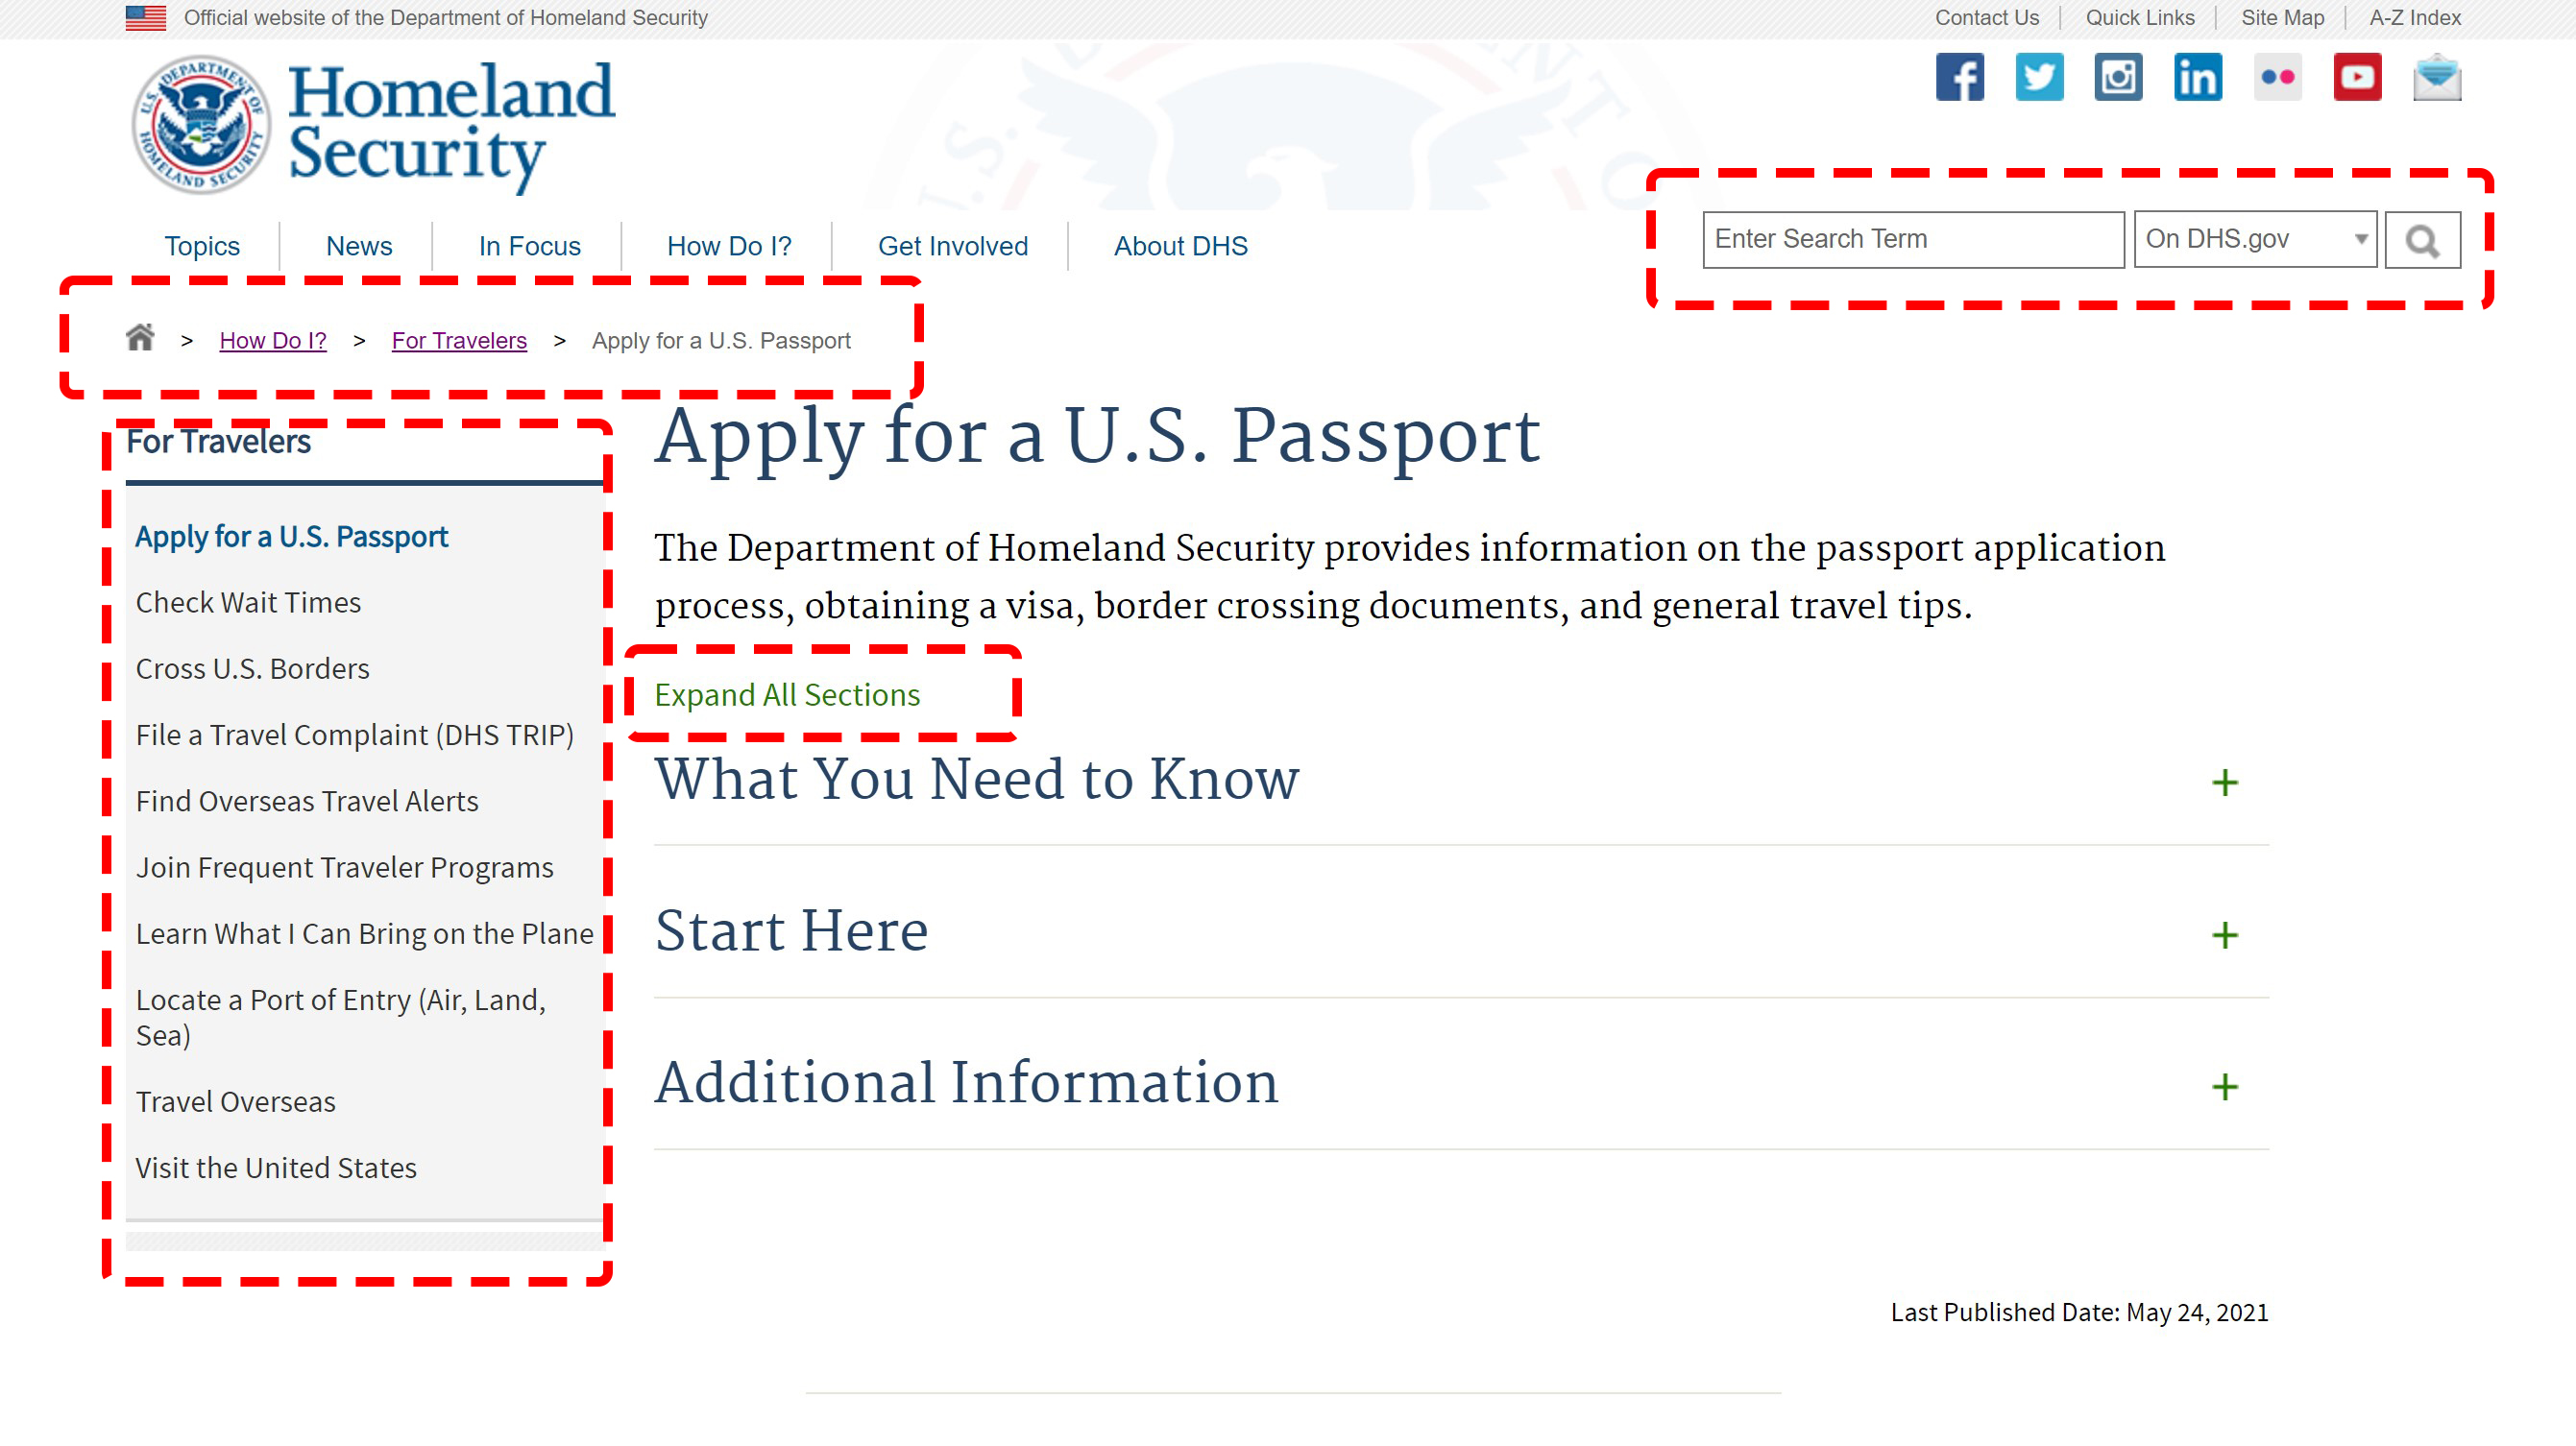 Official website of the Department of Homeland Security
Contact Us
Quick Links
Site Map
A-Z Index
U.S. DEPARTMENT OF HOMELAND SECURITY
Homeland
Security
Topics
News
In Focus
How Do I?
Get Involved
About DHS
Enter Search Term
On DHS.gov
> How Do I? > For Travelers > Apply for a U.S. Passport
For Travelers
Apply for a U.S. Passport
Check Wait Times
Cross U.S. Borders
File a Travel Complaint (DHS TRIP)
Find Overseas Travel Alerts
Join Frequent Traveler Programs
Learn What I Can Bring on the Plane
Locate a Port of Entry (Air, Land,
Sea)
Travel Overseas
Visit the United States
Apply for a U.S. Passport
The Department of Homeland Security provides information on the passport application
process, obtaining a visa, border crossing documents, and general travel tips.
Expand All Sections
What You Need to Know +
Start Here +
Additional Information +
Last Published Date: May 24, 2021